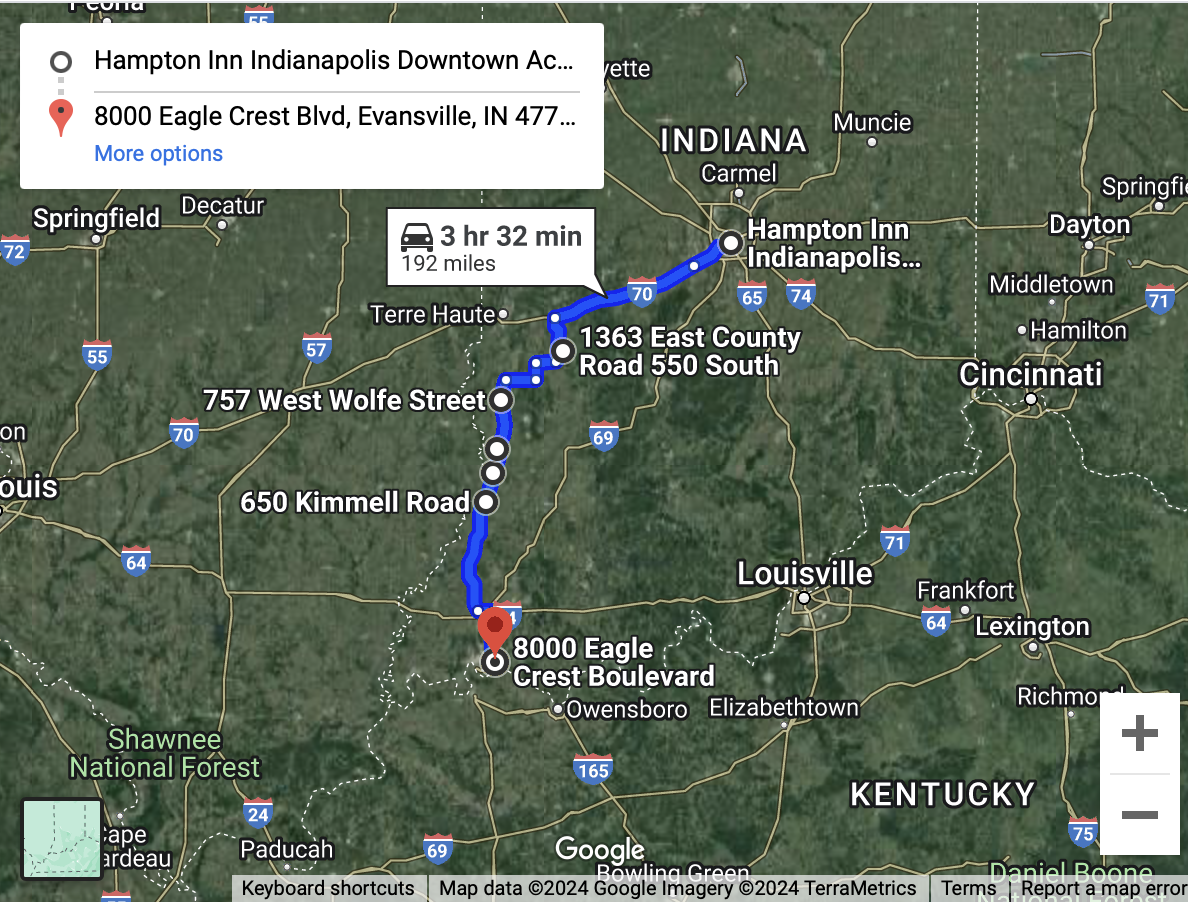 Peoria
55
Hampton Inn Indianapolis Downtown Ac...
8000 Eagle Crest Blvd, Evansville, IN 477...
More options
yette
INDIANA
Muncie
Carmel
Springfie
Springfield
Decatur
72
Dayton
3 hr 32 min
192 miles
Hampton Inn
Indianapolis...
70
65
74
Middletown
71
Terre Haute
Hamilton
1363 East County
Road 550 South
55
57
Cincinnati
757 West Wolfe Street
70
69
on
ouis
650 Kimmell Road
71
64
Louisville
Frankfort
64
Lexington
4
8000 Eagle
Crest Boulevard
Owensboro
Elizabethtown
Richmond
Shawnee
National Forest
165
KENTUCKY
24
75
Cape
ardeau
Paducah
69
Google
Bowling Green
Daniel Boone
National Forest
Keyboard shortcuts
Map data ©2024 Google Imagery ©2024 TerraMetrics
Terms
Report a map error